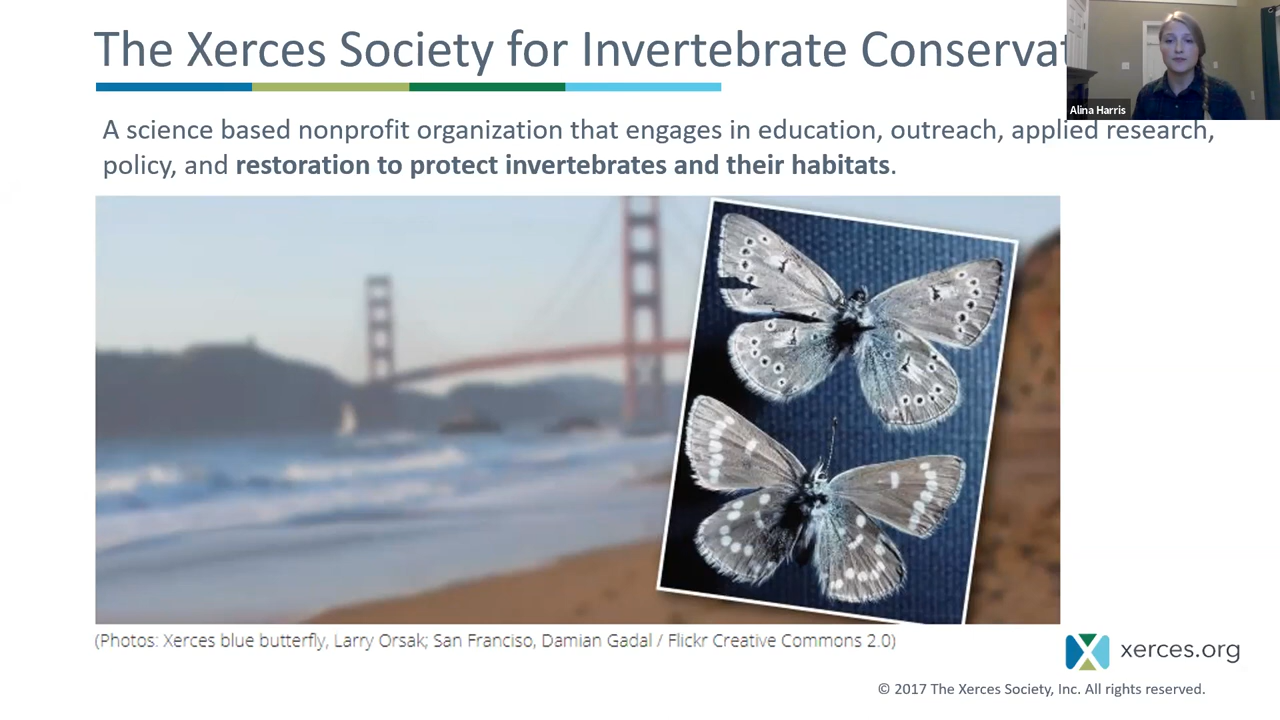 The Xerces Society for Invertebrate Conservat
Alina Harris
A science based nonprofit organization that engages in education, outreach, applied research,
policy, and restoration to protect invertebrates and their habitats.
(Photos: Xerces blue butterfly, Larry Orsak; San Franciso, Damian Gadal / Flickr Creative Commons 2.0)
xerces.org
© 2017 The Xerces Society, Inc. All rights reserved.